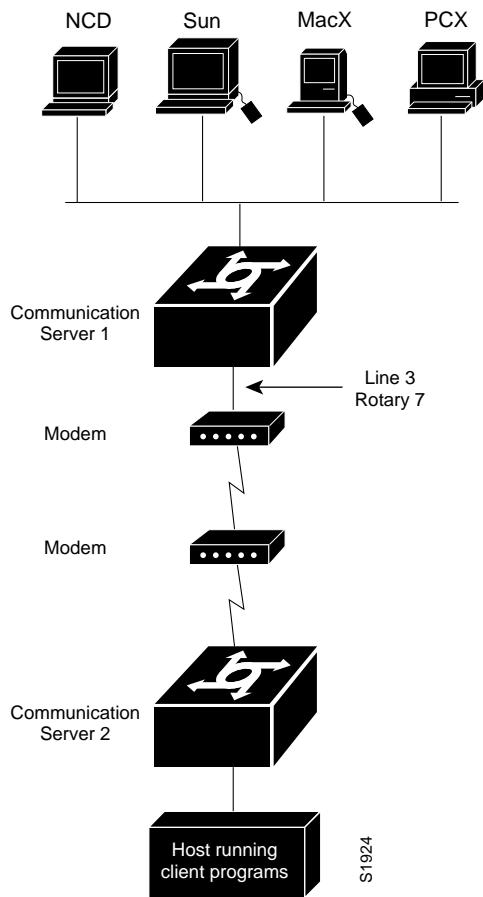 NCD
Sun
MacX
PCX
Communication
Server 1
Line 3
Rotary 7
Modem
Modem
Communication
Server 2
Host running
client programs
S1924